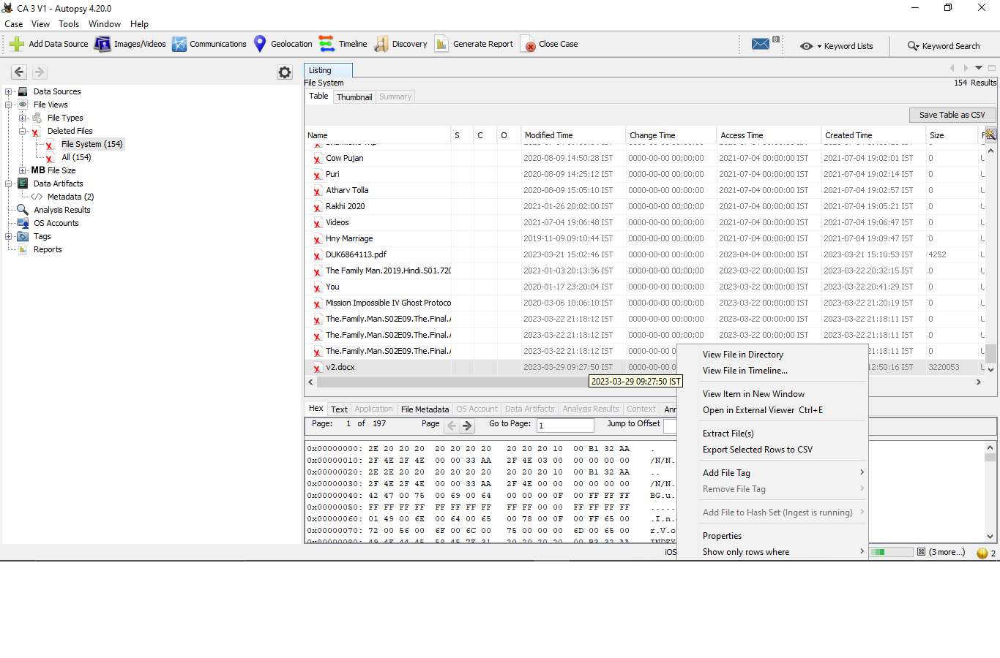 CA 3 V1 - Autopsy 4.20.0
Case View Tools Window Help
Add Data Source Images/Videos Communications Geolocation Timeline Discovery Generate Report Close Case 8 Keyword Lists Keyword Search
Listing
File System 154 Results
Table Thumbnail Summary
Save Table as CSV
Data Sources
File Views
File Types
Deleted Files
File System (154)
All (154)
MB File Size
Data Artifacts
Metadata (2)
Analysis Results
OS Accounts
Tags
Reports
Name S C O Modified Time Change Time Access Time Created Time Size
Cow Pujan 2020-08-09 14:50:28 IST 0000-00-00 00:00:00 2021-07-04 00:00:00 IST 2021-07-04 19:02:01 IST 0
Puri 2020-08-09 14:25:12 IST 0000-00-00 00:00:00 2021-07-04 00:00:00 IST 2021-07-04 19:02:14 IST 0
Atharv Tolla 2020-08-09 15:05:10 IST 0000-00-00 00:00:00 2021-07-04 00:00:00 IST 2021-07-04 19:02:57 IST 0
Rakhi 2020 2021-01-26 20:02:00 IST 0000-00-00 00:00:00 2021-07-04 00:00:00 IST 2021-07-04 19:05:21 IST 0
Videos 2021-07-04 19:06:48 IST 0000-00-00 00:00:00 2021-07-04 00:00:00 IST 2021-07-04 19:06:47 IST 0
Hny Marriage 2019-11-09 09:10:44 IST 0000-00-00 00:00:00 2021-07-04 00:00:00 IST 2021-07-04 19:09:47 IST 0
DUK6864113.pdf 2023-03-21 15:02:46 IST 0000-00-00 00:00:00 2023-04-04 00:00:00 IST 2023-03-21 15:10:53 IST 4252
The Family Man.2019.Hindi.S01.720 2021-01-03 20:13:36 IST 0000-00-00 00:00:00 2023-03-22 00:00:00 IST 2023-03-22 20:32:15 IST 0
You 2020-01-17 23:20:04 IST 0000-00-00 00:00:00 2023-03-22 00:00:00 IST 2023-03-22 20:41:29 IST 0
Mission Impossible IV Ghost Protoco 2020-03-06 10:06:10 IST 0000-00-00 00:00:00 2023-03-22 00:00:00 IST 2023-03-22 21:20:19 IST 0
The.Family.Man.S02E09.The.Final. 2023-03-22 21:18:12 IST 0000-00-00 00:00:00 2023-03-22 00:00:00 IST 2023-03-22 21:18:11 IST 0
The.Family.Man.S02E09.The.Final. 2023-03-22 21:18:12 IST 0000-00-00 00:00:00 2023-03-22 00:00:00 IST 2023-03-22 21:18:11 IST 0
The.Family.Man.S02E09.The.Final. 2023-03-22 21:18:12 IST 0000-00-00 0 21:18:11 IST 0
v2.docx 2023-03-29 09:27:50 IST 0000-00-00 0 12:50:16 IST 3220053
2023-03-29 09:27:50 IST
View File in Directory
View File in Timeline...
View Item in New Window
Open in External Viewer Ctrl+E
Extract File(s)
Export Selected Rows to CSV
Add File Tag
Remove File Tag
Add File to Hash Set (Ingest is running)
Properties
Show only rows where
Hex Text Application File Metadata OS Account Data Artifacts Analysis Results Context Ann
Page: 1 of 197 Page Go to Page: 1 Jump to Offset
0x00000000: 2E 20 20 20 20 20 20 20 20 20 20 10 00 B1 32 AA .
0x00000010: 2F 4E 2F 4E 00 00 33 AA 2F 4E 03 00 00 00 00 00 /N/N.
0x00000020: 2E 2E 20 20 20 20 20 20 20 20 20 10 00 B1 32 AA ..
0x00000030: 2F 4E 2F 4E 00 00 33 AA 2F 4E 00 00 00 00 00 00 /N/N.
0x00000040: 42 47 00 75 00 69 00 64 00 00 00 0F 00 FF FF FF BG.u.
0x00000050: FF FF FF FF FF FF FF FF FF FF 00 00 FF FF FF FF .....
0x00000060: 01 49 00 6E 00 64 00 65 00 78 00 0F 00 FF 65 00 .I.n.
0x00000070: 72 00 56 00 6F 00 6C 00 75 00 00 00 6D 00 65 00 r.V.o
0x00000080: 49 4E 44 45 58 45 7E 31 20 20 20 20 00 B3 32 AA INDEX
iOS (3 more...) 2